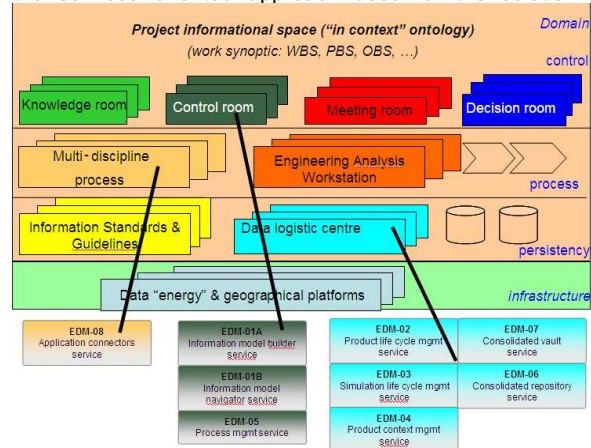 Project informational space ("in context" ontology)
Domain
(work synoptic: WBS, PBS, OBS, ...)
control
Knowledge room
Control room
Meeting room
Decision room
Multi-discipline
process
Engineering Analysis
Workstation
process
Information Standards &
Guidelines
Data logistic centre
persistency
Data "energy" & geographical platforms
infrastructure
EDM-08
Application connectors
service
EDM-01A
Information model builder
service
EDM-01B
Information model
navigator service
EDM-05
Process mgmt service
EDM-02
Product life cycle mgmt
service
EDM-03
Simulation life cycle mgmt
service
EDM-04
Product context mgmt
service
EDM-07
Consolidated vault
service
EDM-06
Consolidated repository
service